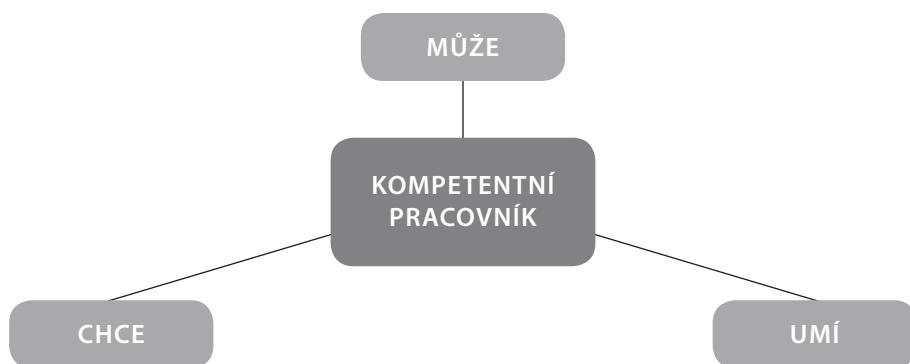 MŮŽE
KOMPETENTNÍ
PRACOVNÍK
CHCE
UMÍ